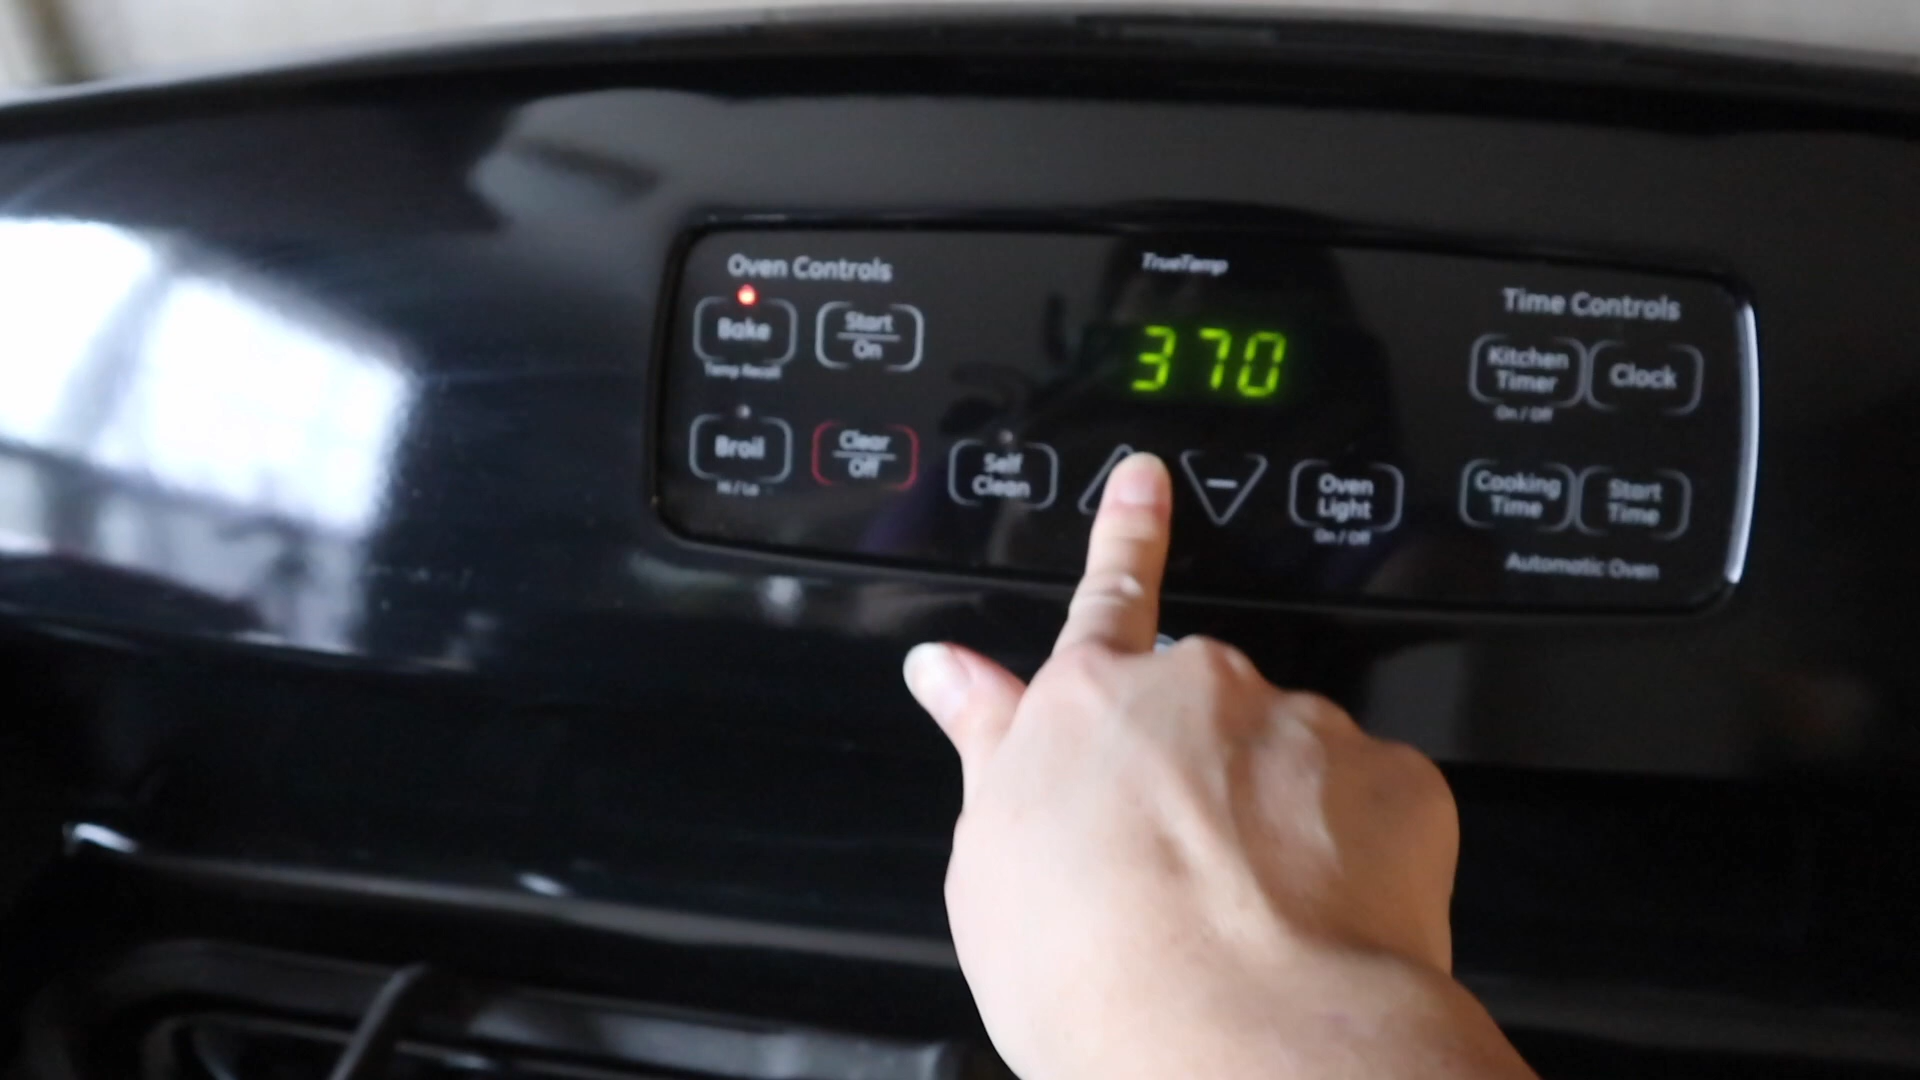 Oven Controls
TrueTemp
Time Controls
Bake
Temp Recall
Start
On
370
Kitchen
Timer
On / Off
Clock
Broil
Hi / Lo
Clear
Off
Self
Clean
−
Oven
Light
On / Off
Cooking
Time
Start
Time
Automatic Oven